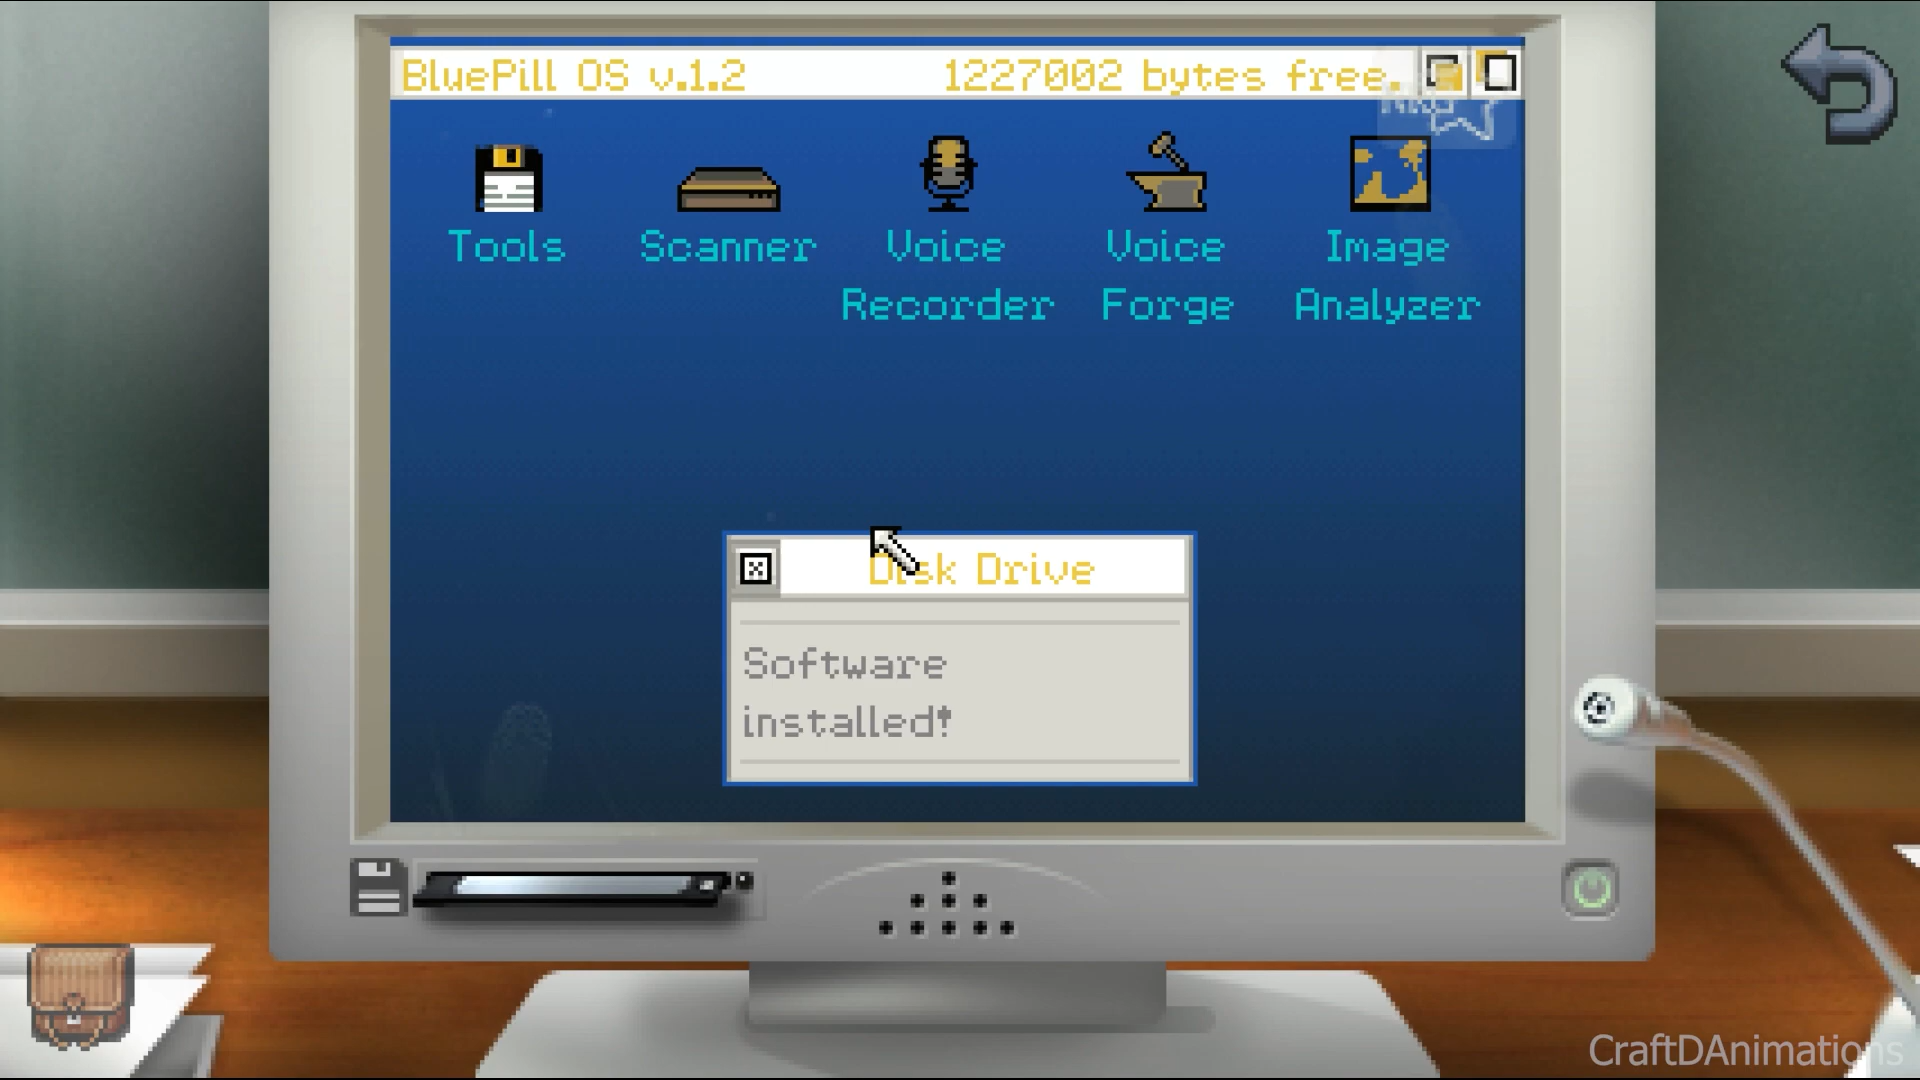 BluePill OS v.1.2 1227002 bytes free.
Tools Scanner Voice Recorder Voice Forge Image Analyzer
Disk Drive
Software
installed!
CraftDAnimations